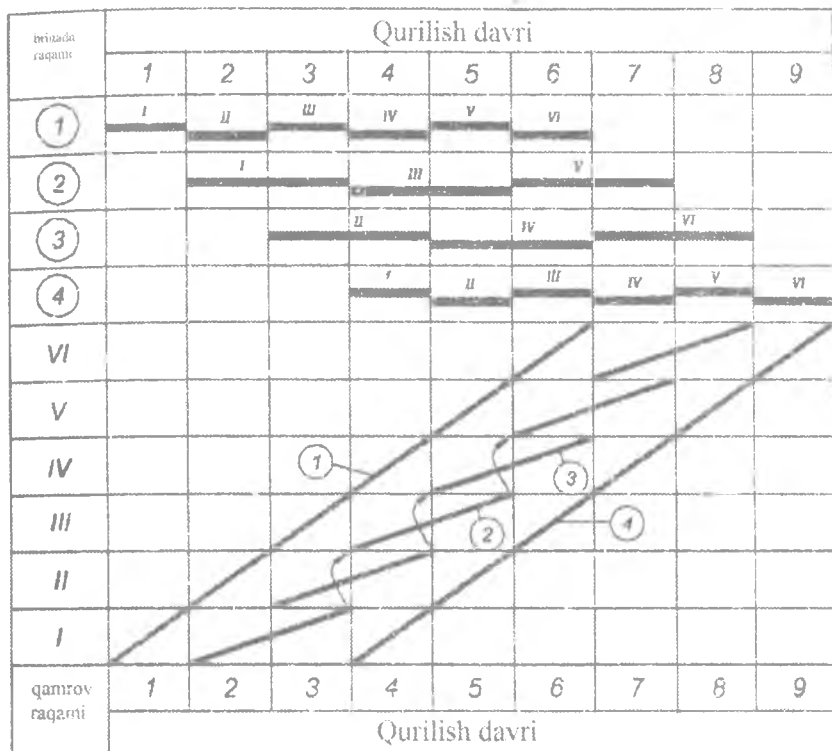 brigada
raqami
Qurilish davri
1 2 3 4 5 6 7 8 9
1 I II III IV V VI
2 I III V
3 II IV VI
4 I II III IV V VI
VI
V
IV 1 3
III 2 4
II
I
qamrov
raqami
1 2 3 4 5 6 7 8 9
Qurilish davri